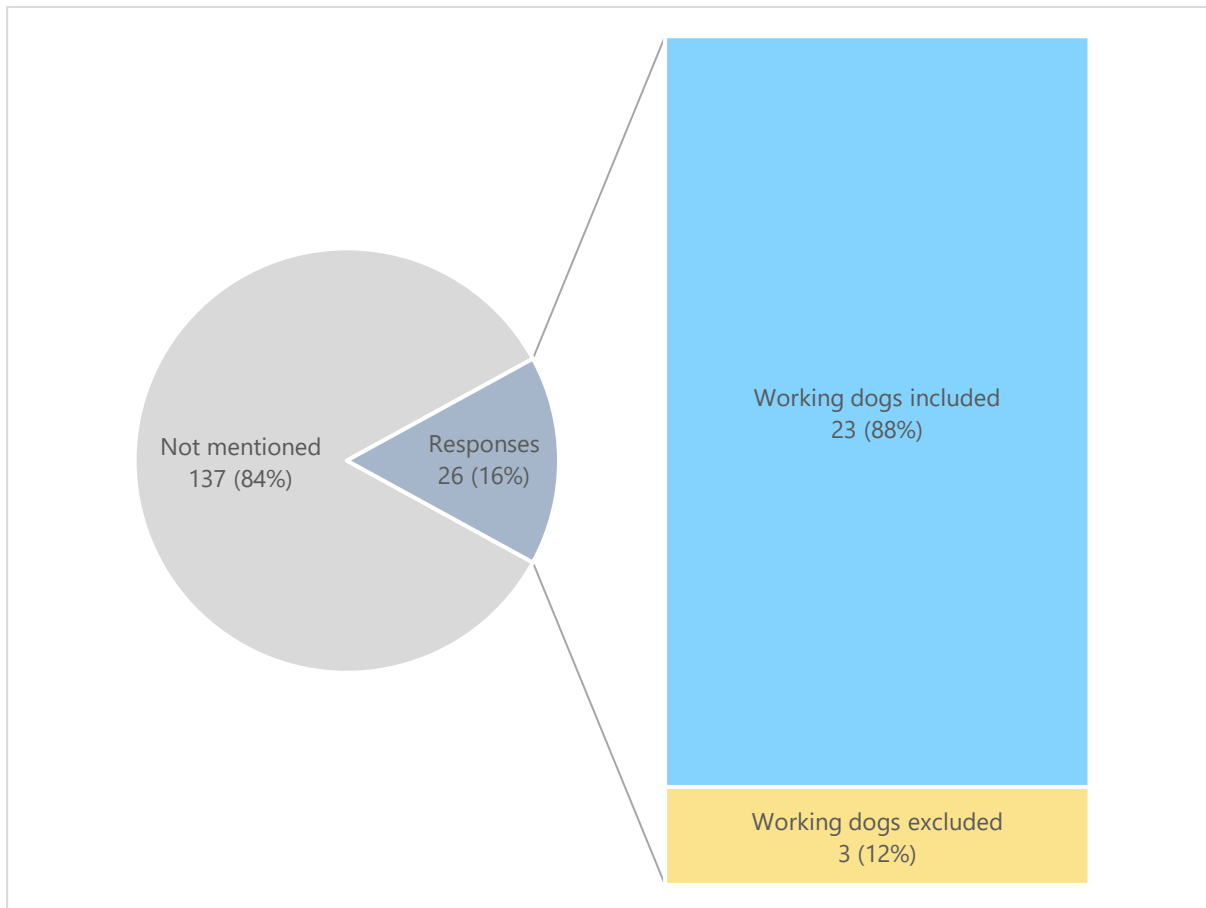 Not mentioned
137 (84%)
Responses
26 (16%)
Working dogs included
23 (88%)
Working dogs excluded
3 (12%)